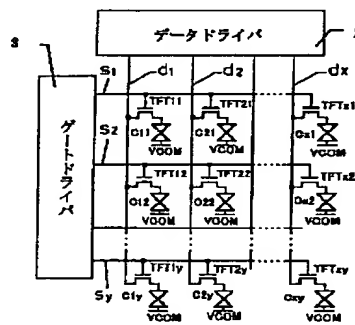 データドライバ
3
S1 d1 d2 dx
TFT11 TFT21 TFTx1
C11 C21 Cx1
S2 VCOM VCOM VCOM
ゲートドライバ
TFT12 TFT22 TFTx2
C12 C22 Cx2
VCOM VCOM VCOM
TFT1y TFT2y TFTxy
Sy C1y C2y Cxy
VCOM VCOM VCOM